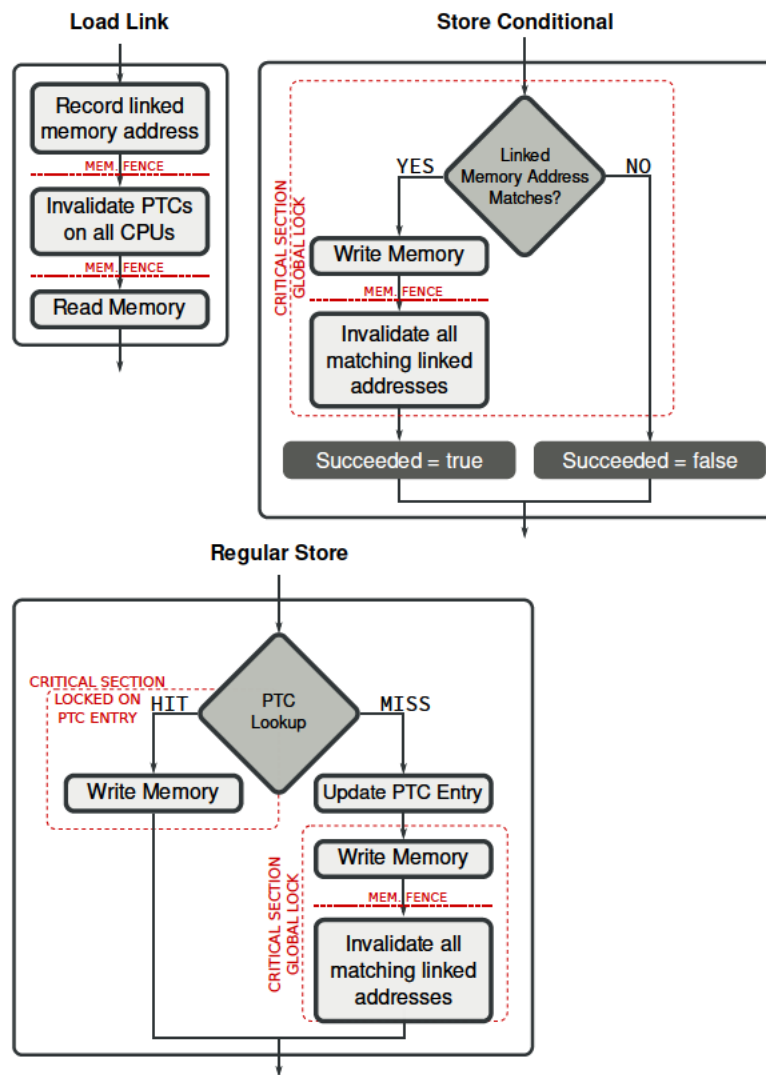 Load Link
Record linked
memory address
MEM. FENCE
Invalidate PTCs
on all CPUs
MEM. FENCE
Read Memory
Store Conditional
CRITICAL SECTION
GLOBAL LOCK
Linked
Memory Address
Matches?
YES
NO
Write Memory
MEM. FENCE
Invalidate all
matching linked
addresses
Succeeded = true
Succeeded = false
Regular Store
CRITICAL SECTION
LOCKED ON
PTC ENTRY
HIT
PTC
Lookup
MISS
Write Memory
Update PTC Entry
CRITICAL SECTION
GLOBAL LOCK
Write Memory
MEM. FENCE
Invalidate all
matching linked
addresses